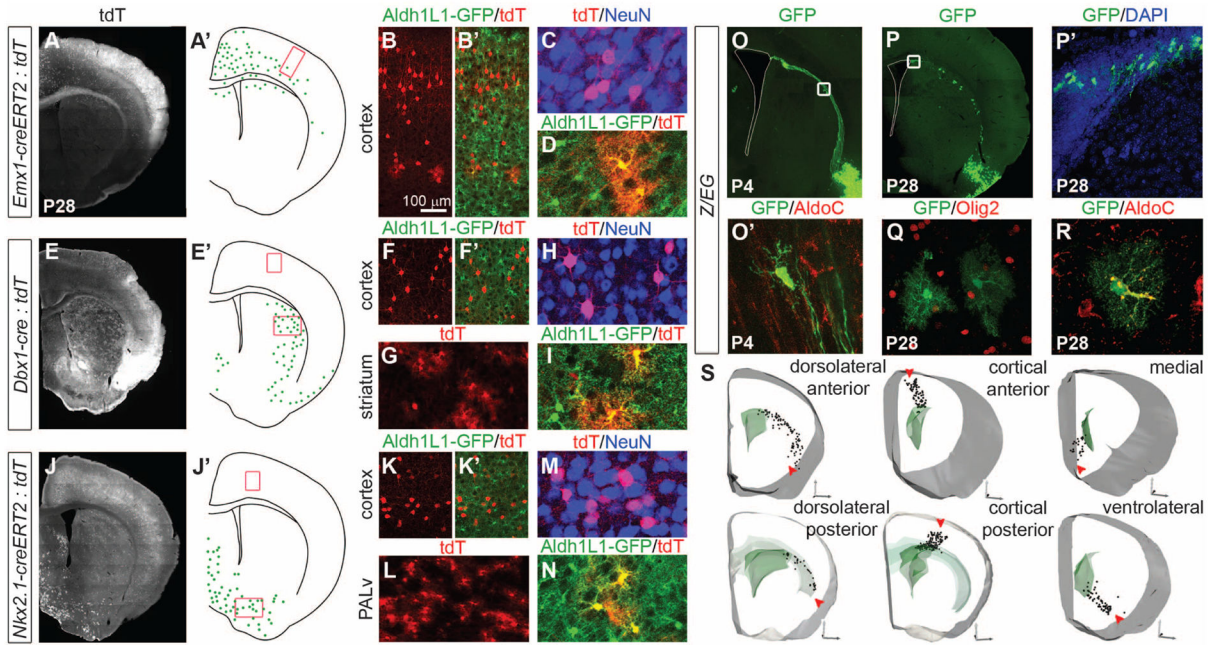 tdT
Aldh1L1-GFP/tdT
tdT/NeuN
GFP
GFP
GFP/DAPI
Emx1-creERT2 : tdT
A
P28
A'
cortex
B
B'
100 µm
C
Aldh1L1-GFP/tdT
D
Z/EG
O
P4
P
P28
P'
P28
GFP/AldoC
GFP/Olig2
GFP/AldoC
O'
P4
Q
P28
R
P28
Dbx1-cre : tdT
E
E'
Aldh1L1-GFP/tdT
tdT/NeuN
cortex
F
F'
H
tdT
Aldh1L1-GFP/tdT
striatum
G
I
Nkx2.1-creERT2 : tdT
J
J'
Aldh1L1-GFP/tdT
tdT/NeuN
cortex
K
K'
M
tdT
Aldh1L1-GFP/tdT
PALv
L
N
S
dorsolateral
anterior
cortical
anterior
medial
dorsolateral
posterior
cortical
posterior
ventrolateral